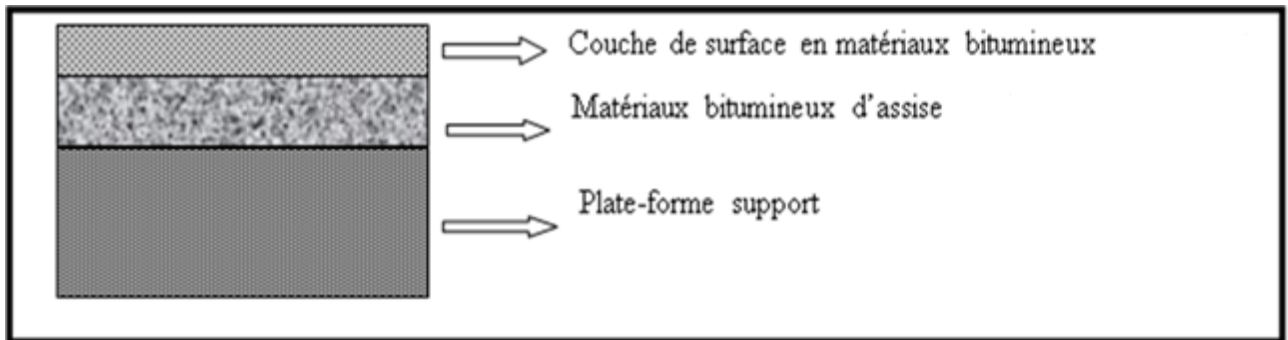 Couche de surface en matériaux bitumineux
Matériaux bitumineux d'assise
Plate-forme support